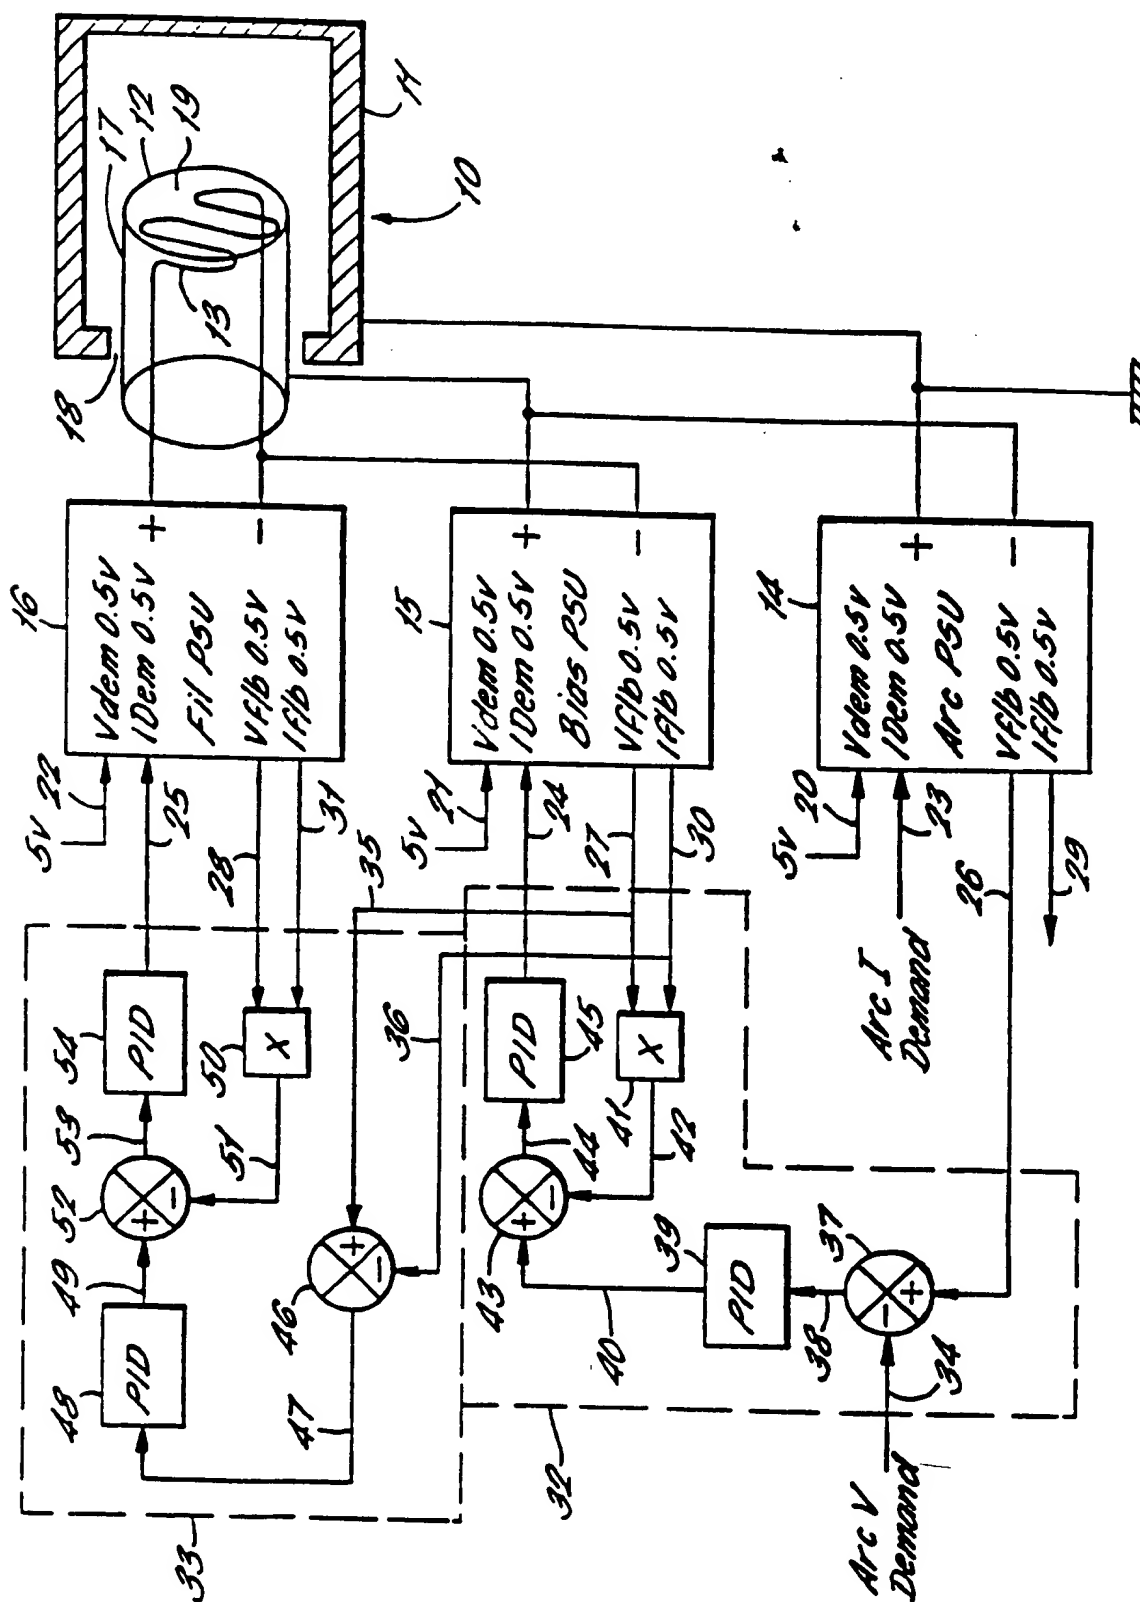 17
12
19
11
10
13
18
16
Vdem 0.5V
IDem 0.5V
+
Fil PSU
Vf/b 0.5V
-
If/b 0.5V
15
Vdem 0.5V
IDem 0.5V
+
Bias PSU
Vf/b 0.5V
-
If/b 0.5V
14
Vdem 0.5V
IDem 0.5V
+
Arc PSU
Vf/b 0.5V
-
If/b 0.5V
5V
22
25
28
31
35
5V
21
24
27
30
36
5V
20
23
Arc I
Demand
26
29
54
PID
53
52
+
-
49
48
PID
50
X
51
46
+
-
47
33
PID
45
44
43
+
-
41
X
42
40
39
PID
38
37
-
+
34
32
Arc V
Demand